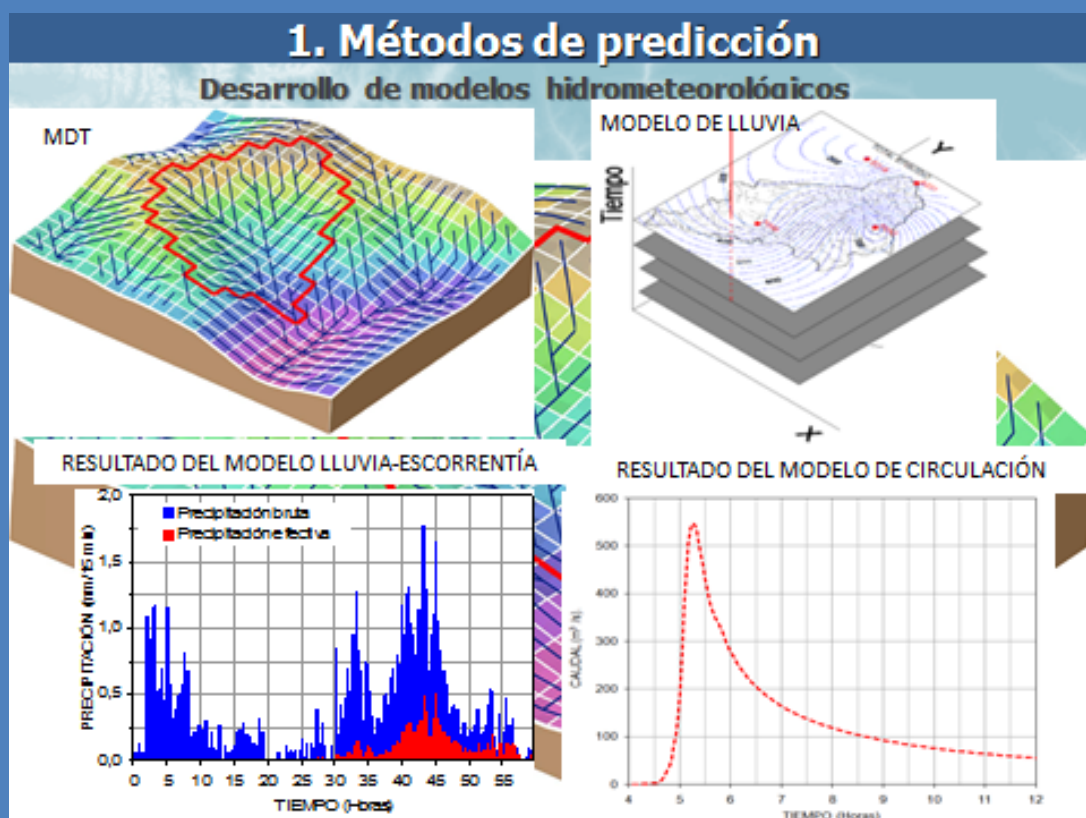 1. Métodos de predicción
Desarrollo de modelos hidrometeorológicos
MDT
MODELO DE LLUVIA
Tiempo
Y
X
RESULTADO DEL MODELO LLUVIA-ESCORRENTÍA
PRECIPITACIÓN (mm/15 min)
2,0
1,5
1,0
0,5
0,0
Precipitación bruta
Precipitación efectiva
0 5 10 15 20 25 30 35 40 45 50 55
TIEMPO (Horas)
RESULTADO DEL MODELO DE CIRCULACIÓN
CAUDAL (m³/s)
600
500
400
300
200
100
0
4 5 6 7 8 9 10 11 12
TIEMPO (Horas)